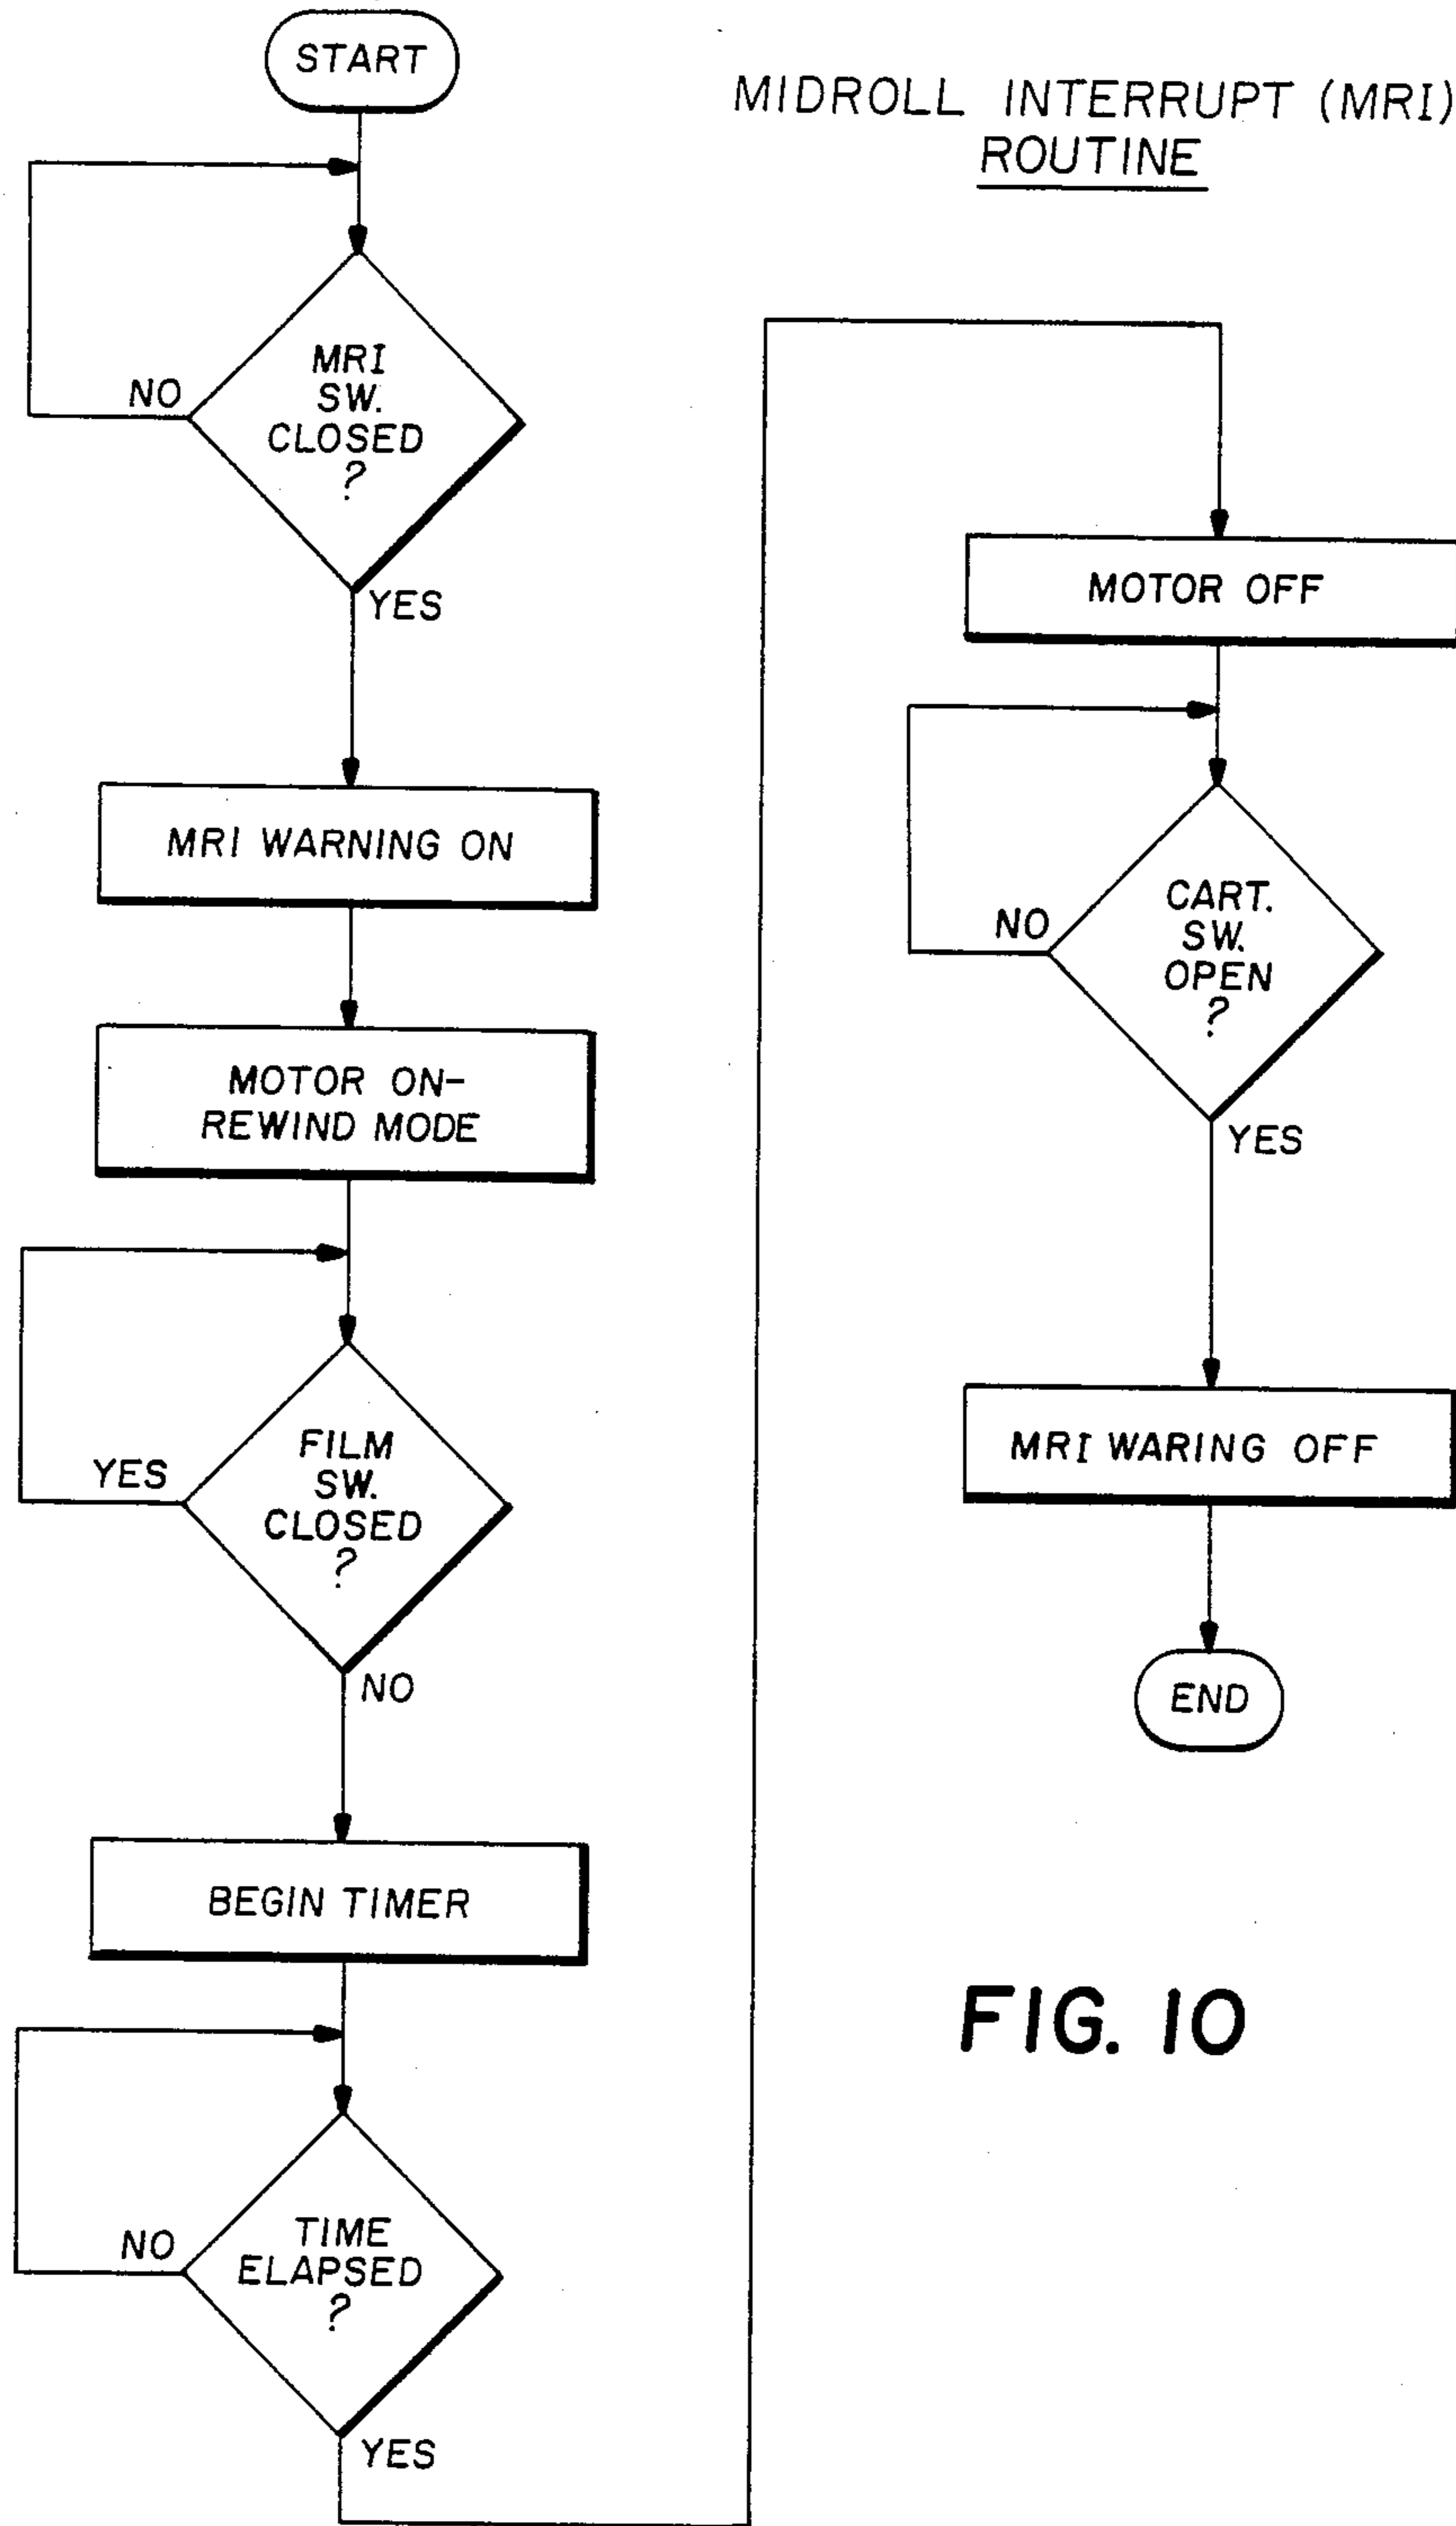 START
MIDROLL INTERRUPT (MRI)
ROUTINE
MRI
SW.
CLOSED
?
NO
YES
MRI WARNING ON
MOTOR ON-
REWIND MODE
FILM
SW.
CLOSED
?
YES
NO
BEGIN TIMER
TIME
ELAPSED
?
NO
YES
MOTOR OFF
CART.
SW.
OPEN
?
NO
YES
MRI WARING OFF
END
FIG. 10